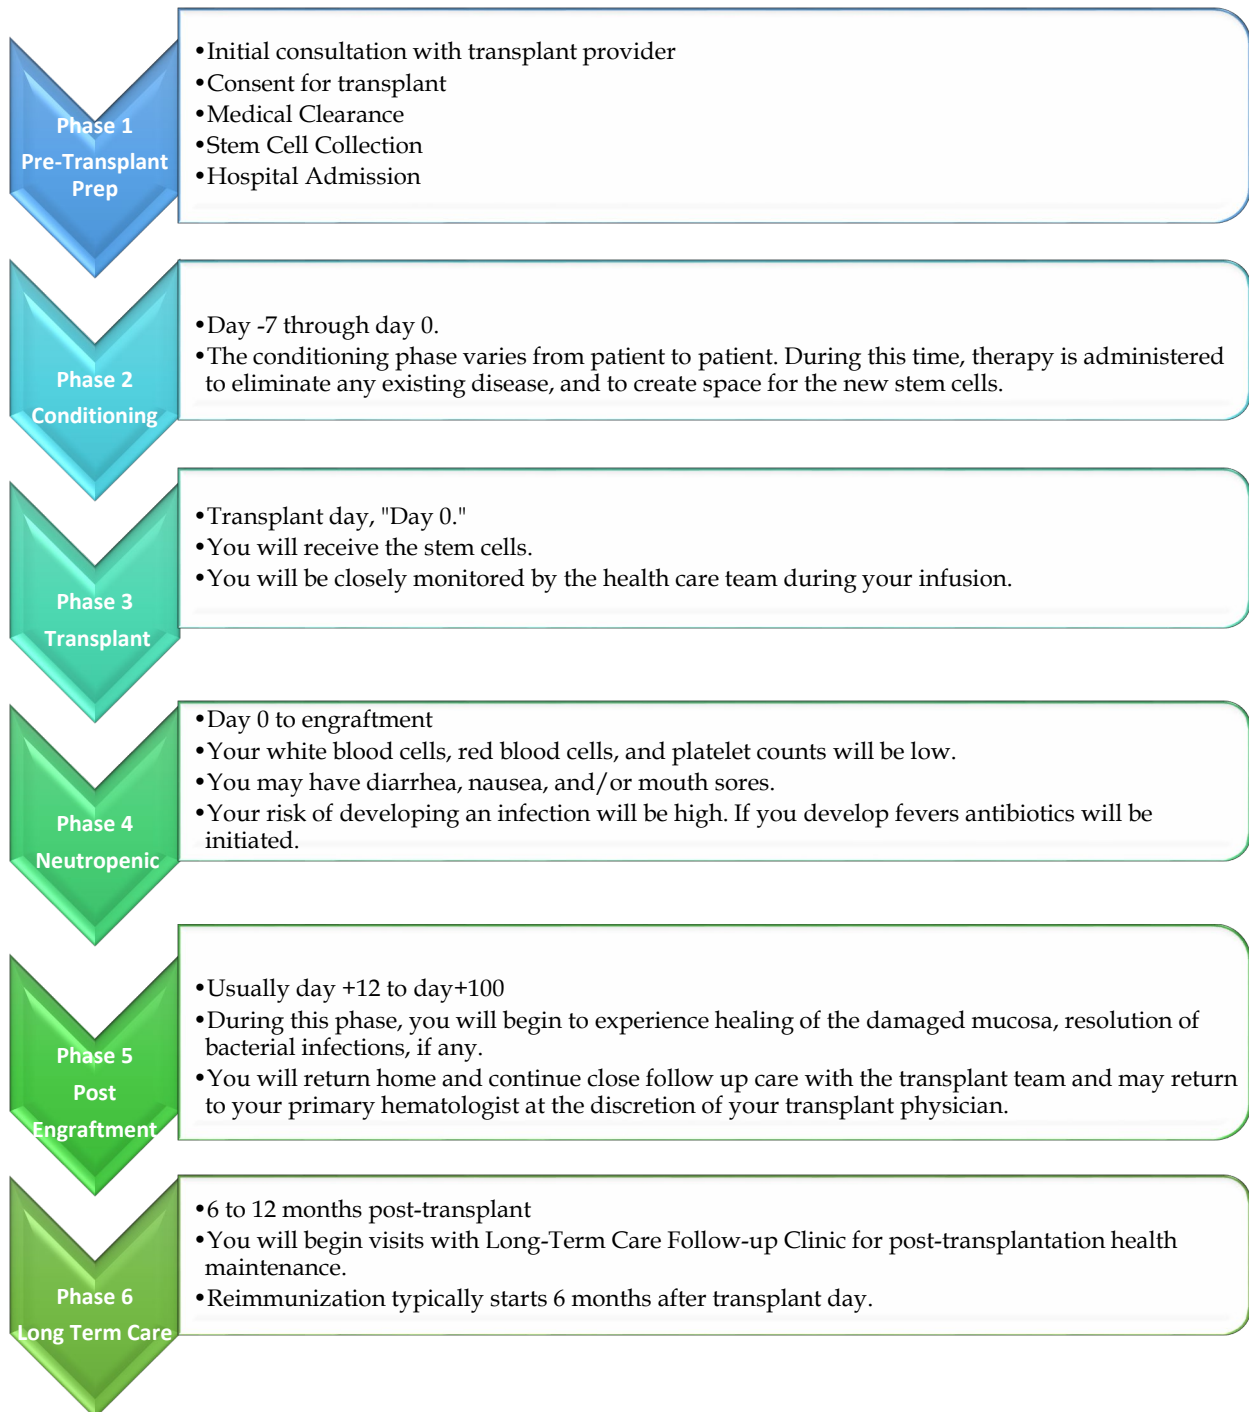 Phase 1
Pre-Transplant
Prep
•Initial consultation with transplant provider
•Consent for transplant
•Medical Clearance
•Stem Cell Collection
•Hospital Admission
Phase 2
Conditioning
•Day -7 through day 0.
•The conditioning phase varies from patient to patient. During this time, therapy is administered
to eliminate any existing disease, and to create space for the new stem cells.
Phase 3
Transplant
•Transplant day, "Day 0."
•You will receive the stem cells.
•You will be closely monitored by the health care team during your infusion.
Phase 4
Neutropenic
•Day 0 to engraftment
•Your white blood cells, red blood cells, and platelet counts will be low.
•You may have diarrhea, nausea, and/or mouth sores.
•Your risk of developing an infection will be high. If you develop fevers antibiotics will be
initiated.
Phase 5
Post
Engraftment
•Usually day +12 to day+100
•During this phase, you will begin to experience healing of the damaged mucosa, resolution of
bacterial infections, if any.
•You will return home and continue close follow up care with the transplant team and may return
to your primary hematologist at the discretion of your transplant physician.
Phase 6
Long Term Care
•6 to 12 months post-transplant
•You will begin visits with Long-Term Care Follow-up Clinic for post-transplantation health
maintenance.
•Reimmunization typically starts 6 months after transplant day.